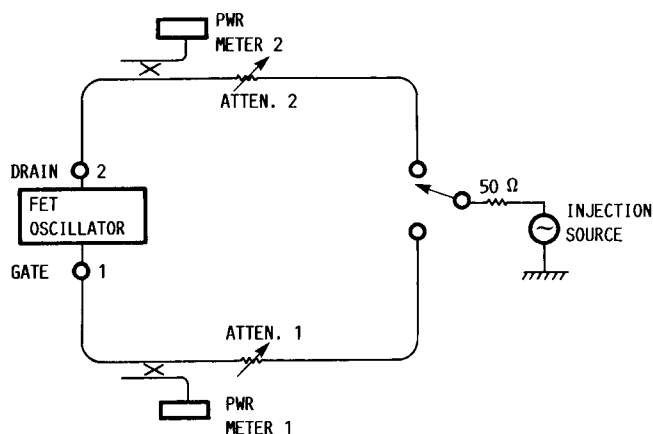 PWR
METER 2
ATTEN. 2
DRAIN 2
FET
OSCILLATOR
GATE 1
50 Ω
INJECTION
SOURCE
~
ATTEN. 1
PWR
METER 1